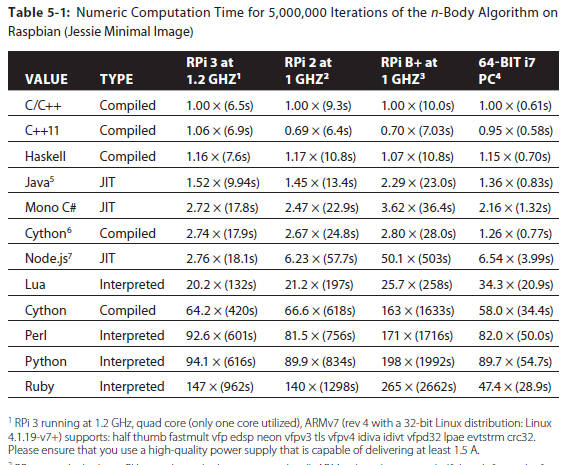 Table 5-1: Numeric Computation Time for 5,000,000 Iterations of the n-Body Algorithm on
Raspbian (Jessie Minimal Image)
VALUE TYPE RPi 3 at 1.2 GHZ¹ RPi 2 at 1 GHZ² RPi B+ at 1 GHZ³ 64-BIT i7 PC⁴
C/C++ Compiled 1.00 × (6.5s) 1.00 × (9.3s) 1.00 × (10.0s) 1.00 × (0.61s)
C++11 Compiled 1.06 × (6.9s) 0.69 × (6.4s) 0.70 × (7.03s) 0.95 × (0.58s)
Haskell Compiled 1.16 × (7.6s) 1.17 × (10.8s) 1.07 × (10.8s) 1.15 × (0.70s)
Java⁵ JIT 1.52 × (9.94s) 1.45 × (13.4s) 2.29 × (23.0s) 1.36 × (0.83s)
Mono C# JIT 2.72 × (17.8s) 2.47 × (22.9s) 3.62 × (36.4s) 2.16 × (1.32s)
Cython⁶ Compiled 2.74 × (17.9s) 2.67 × (24.8s) 2.80 × (28.0s) 1.26 × (0.77s)
Node.js⁷ JIT 2.76 × (18.1s) 6.23 × (57.7s) 50.1 × (503s) 6.54 × (3.99s)
Lua Interpreted 20.2 × (132s) 21.2 × (197s) 25.7 × (258s) 34.3 × (20.9s)
Cython Compiled 64.2 × (420s) 66.6 × (618s) 163 × (1633s) 58.0 × (34.4s)
Perl Interpreted 92.6 × (601s) 81.5 × (756s) 171 × (1716s) 82.0 × (50.0s)
Python Interpreted 94.1 × (616s) 89.9 × (834s) 198 × (1992s) 89.7 × (54.7s)
Ruby Interpreted 147 × (962s) 140 × (1298s) 265 × (2662s) 47.4 × (28.9s)
¹ RPi 3 running at 1.2 GHz, quad core (only one core utilized), ARMv7 (rev 4 with a 32-bit Linux distribution: Linux
4.1.19-v7+) supports: half thumb fastmult vfp edsp neon vfpv3 tls vfpv4 idiva idivt vfpd32 lpae evtstrm crc32.
Please ensure that you use a high-quality power supply that is capable of delivering at least 1.5 A.